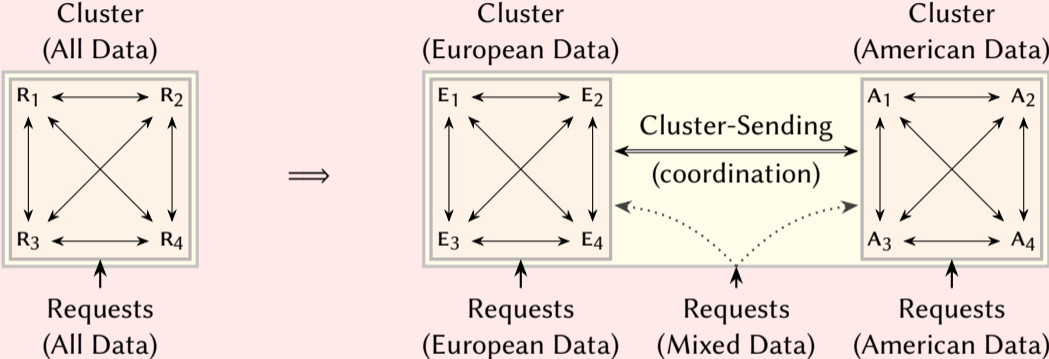 Cluster
(All Data)
R1 R2
R3 R4
Requests
(All Data)
⟹
Cluster
(European Data)
E1 E2
E3 E4
Requests
(European Data)
Cluster-Sending
(coordination)
Requests
(Mixed Data)
Cluster
(American Data)
A1 A2
A3 A4
Requests
(American Data)